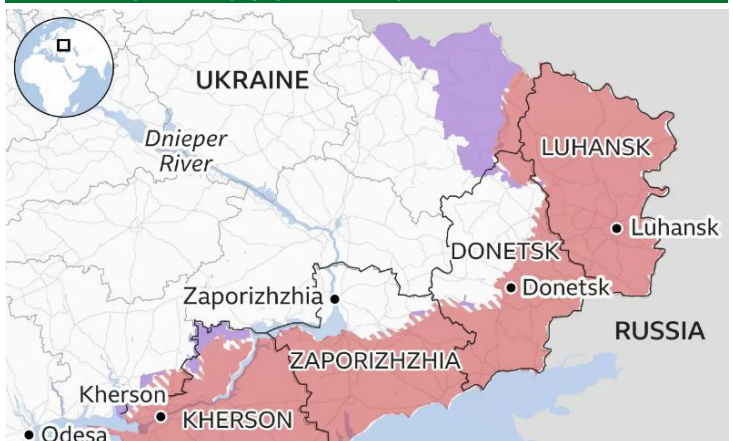 UKRAINE
Dnieper
River
LUHANSK
Luhansk
DONETSK
Donetsk
Zaporizhzhia
RUSSIA
ZAPORIZHZHIA
Kherson
KHERSON
Odesa